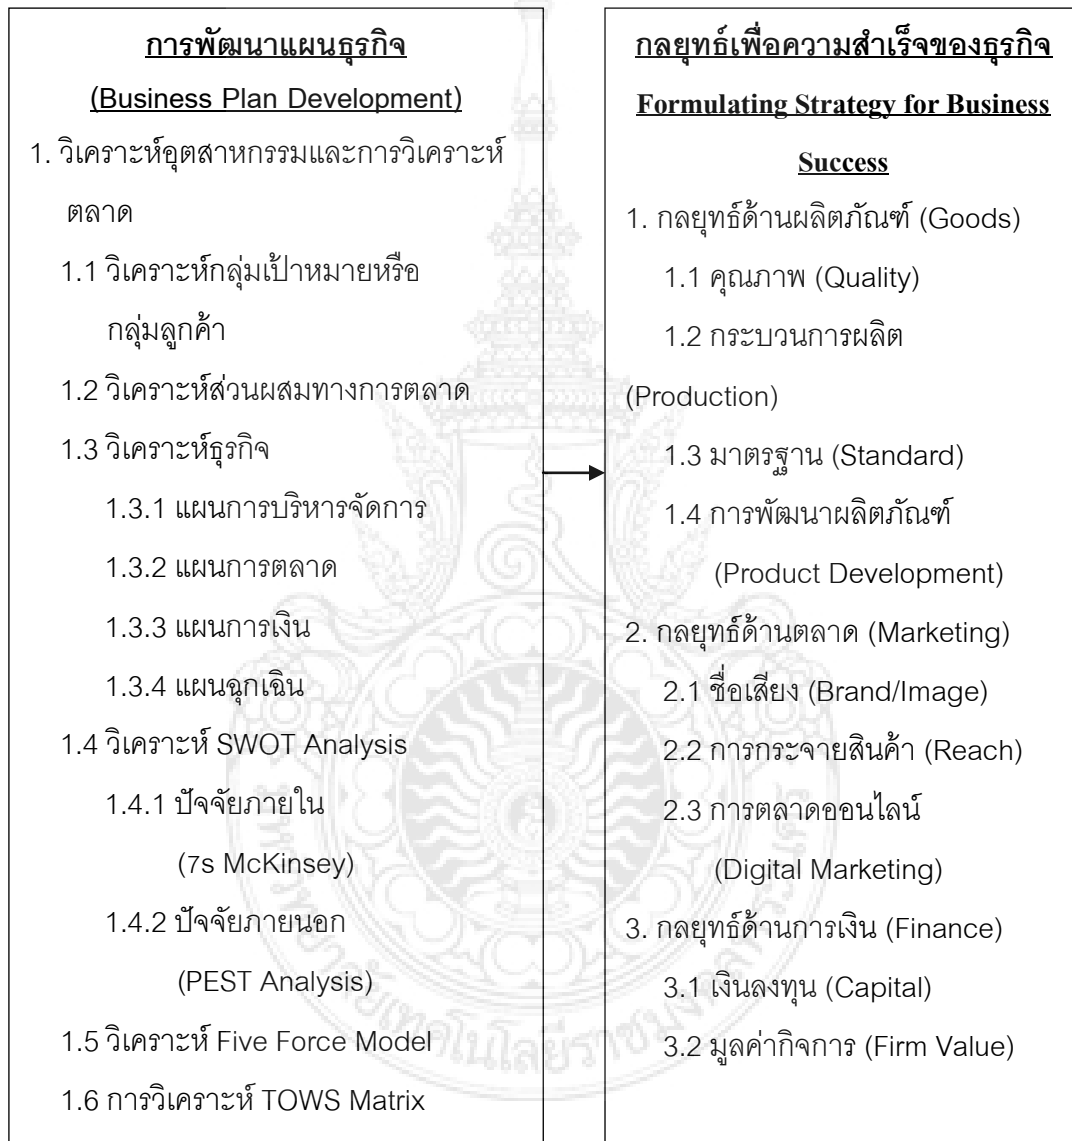 การพัฒนาแผนธุรกิจ
(Business Plan Development)
1. วิเคราะห์อุตสาหกรรมและการวิเคราะห์
ตลาด
1.1 วิเคราะห์กลุ่มเป้าหมายหรือ
กลุ่มลูกค้า
1.2 วิเคราะห์ส่วนผสมทางการตลาด
1.3 วิเคราะห์ธุรกิจ
1.3.1 แผนการบริหารจัดการ
1.3.2 แผนการตลาด
1.3.3 แผนการเงิน
1.3.4 แผนฉุกเฉิน
1.4 วิเคราะห์ SWOT Analysis
1.4.1 ปัจจัยภายใน
(7s McKinsey)
1.4.2 ปัจจัยภายนอก
(PEST Analysis)
1.5 วิเคราะห์ Five Force Model
1.6 การวิเคราะห์ TOWS Matrix
กลยุทธ์เพื่อความสำเร็จของธุรกิจ
Formulating Strategy for Business
Success
1. กลยุทธ์ด้านผลิตภัณฑ์ (Goods)
1.1 คุณภาพ (Quality)
1.2 กระบวนการผลิต
(Production)
1.3 มาตรฐาน (Standard)
1.4 การพัฒนาผลิตภัณฑ์
(Product Development)
2. กลยุทธ์ด้านตลาด (Marketing)
2.1 ชื่อเสียง (Brand/Image)
2.2 การกระจายสินค้า (Reach)
2.3 การตลาดออนไลน์
(Digital Marketing)
3. กลยุทธ์ด้านการเงิน (Finance)
3.1 เงินลงทุน (Capital)
3.2 มูลค่ากิจการ (Firm Value)